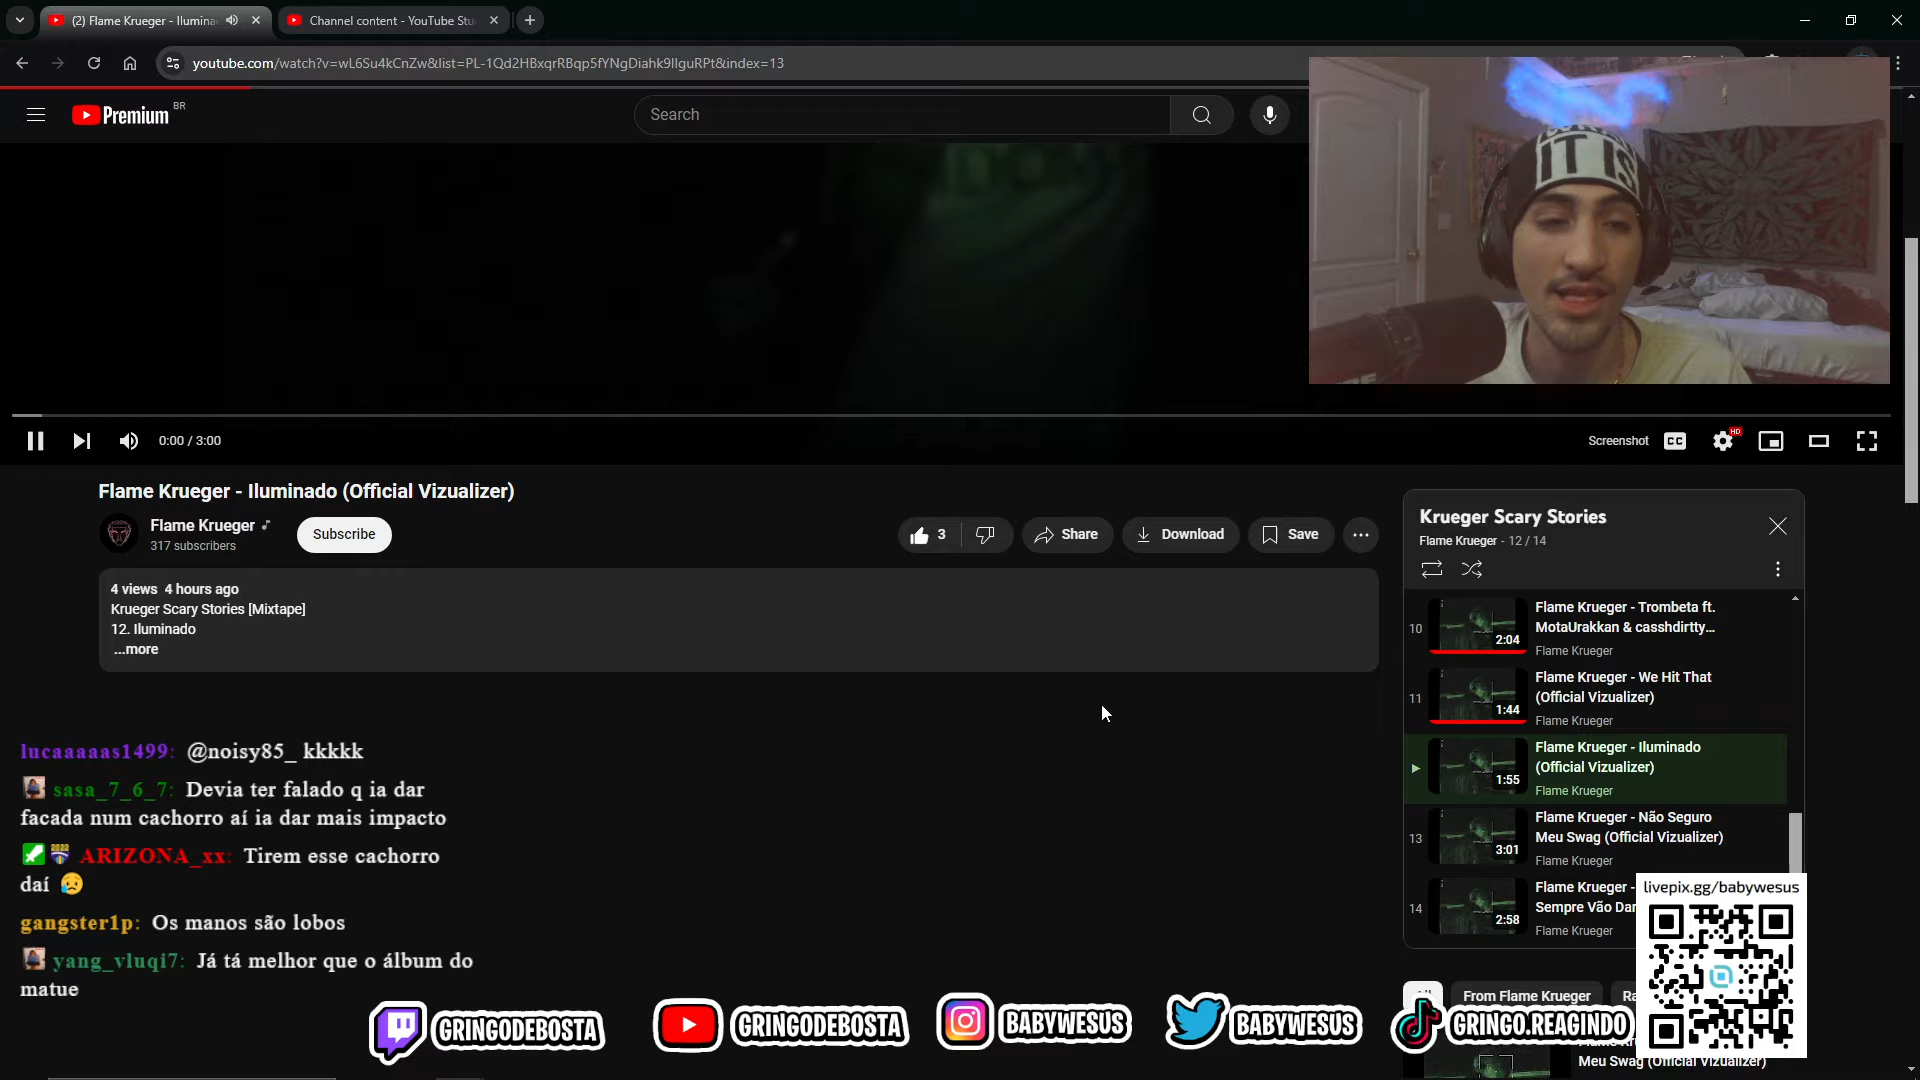 (2) Flame Krueger - Ilumina
Channel content - YouTube Stu
youtube.com/watch?v=wL6Su4kCnZw&list=PL-1Qd2HBxqrRBqp5fYNgDiahk9IIguRPt&index=13
Premium
BR
Search
IT IS
0:00 / 3:00
Screenshot
CC
HD
Flame Krueger - Iluminado (Official Vizualizer)
Flame Krueger
317 subscribers
Subscribe
3
Share
Download
Save
4 views 4 hours ago
Krueger Scary Stories [Mixtape]
12. Iluminado
...more
Krueger Scary Stories
Flame Krueger - 12 / 14
10
2:04
Flame Krueger - Trombeta ft.
MotaUrakkan & casshdirtty...
Flame Krueger
11
1:44
Flame Krueger - We Hit That
(Official Vizualizer)
Flame Krueger
1:55
Flame Krueger - Iluminado
(Official Vizualizer)
Flame Krueger
13
3:01
Flame Krueger - Não Seguro
Meu Swag (Official Vizualizer)
Flame Krueger
14
2:58
Flame Krueger -
Sempre Vão Dar
Flame Krueger
livepix.gg/babywesus
From Flame Krueger
Meu Swag (Official Vizualizer)
lucaaaaas1499: @noisy85_ kkkkk
sasa_7_6_7: Devia ter falado q ia dar
facada num cachorro aí ia dar mais impacto
ARIZONA_xx: Tirem esse cachorro
daí 😥
gangster1p: Os manos são lobos
yang_vluqi7: Já tá melhor que o álbum do
matue
GRINGODEBOSTA
GRINGODEBOSTA
BABYWESUS
BABYWESUS
GRINGO.REAGINDO